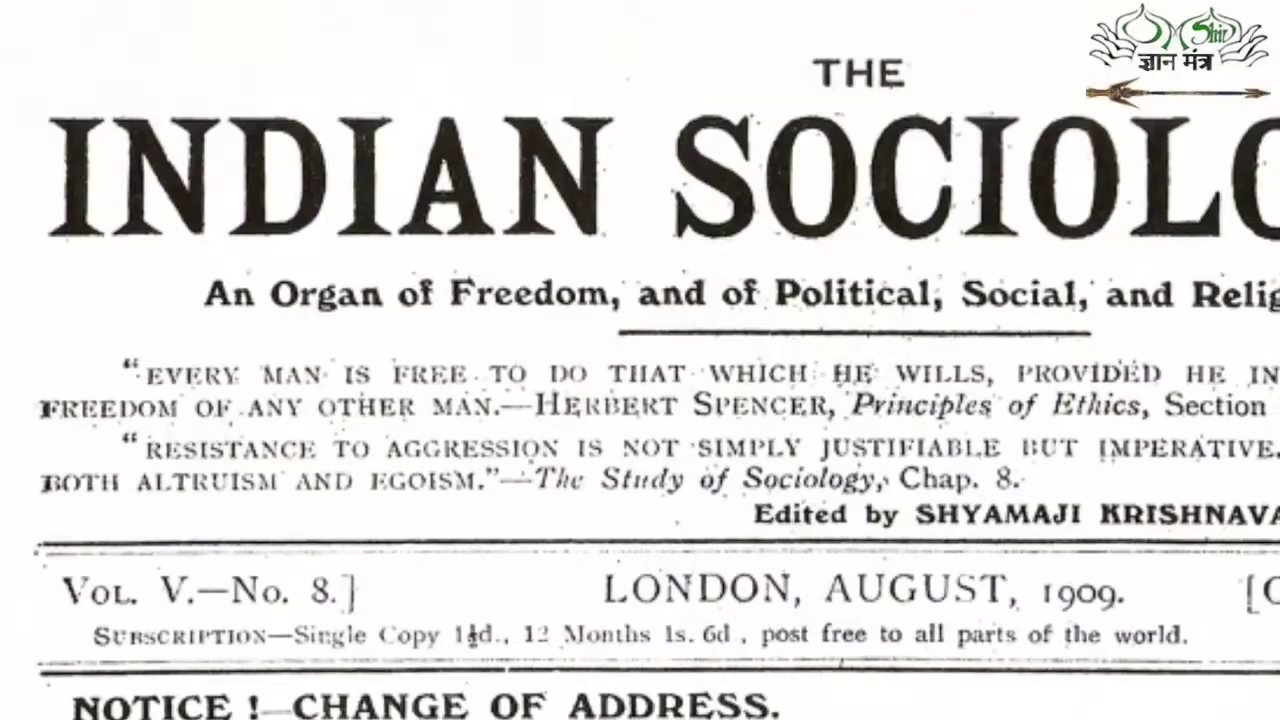 Shiv
ज्ञान मंत्र
THE
INDIAN SOCIOLO
An Organ of Freedom, and of Political, Social, and Relig
"EVERY MAN IS FREE TO DO THAT WHICH HE WILLS, PROVIDED HE IN
FREEDOM OF ANY OTHER MAN.—HERBERT SPENCER, Principles of Ethics, Section
"RESISTANCE TO AGGRESSION IS NOT SIMPLY JUSTIFIABLE BUT IMPERATIVE.
BOTH ALTRUISM AND EGOISM."—The Study of Sociology, Chap. 8.
Edited by SHYAMAJI KRISHNAVA
VOL. V.—No. 8.]
LONDON, AUGUST, 1909.
[
SUBSCRIPTION—Single Copy 1½d., 12 Months 1s. 6d , post free to all parts of the world.
NOTICE !—CHANGE OF ADDRESS.